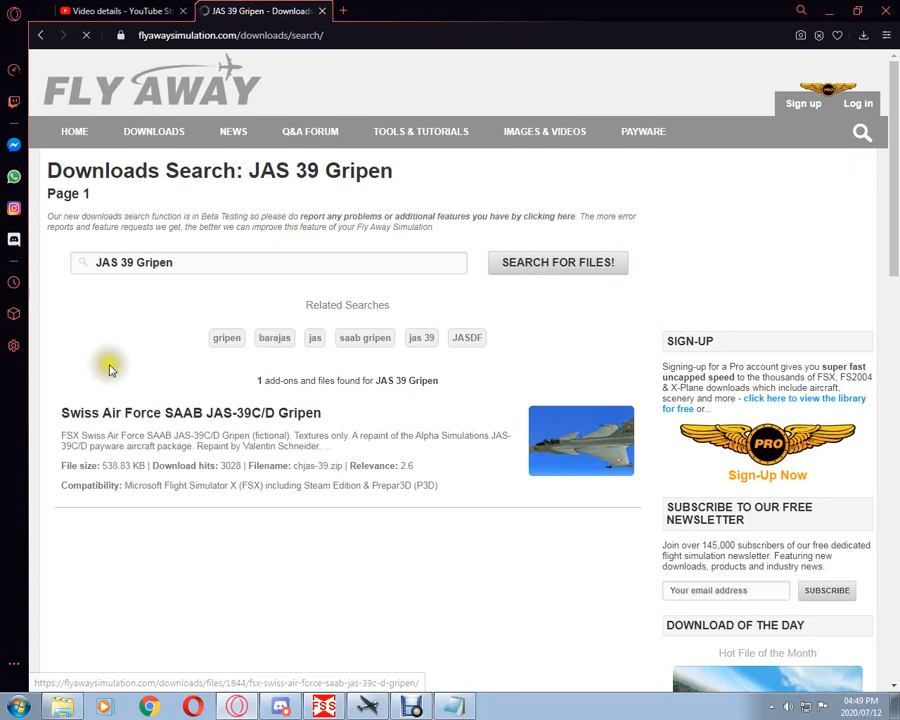 Video details - YouTube St
JAS 39 Gripen - Downloads
flyawaysimulation.com/downloads/search/
FLY AWAY
PRO
Sign up
Log in
HOME
DOWNLOADS
NEWS
Q&A FORUM
TOOLS & TUTORIALS
IMAGES & VIDEOS
PAYWARE
Downloads Search: JAS 39 Gripen
Page 1
Our new downloads search function is in Beta Testing so please do report any problems or additional features you have by clicking here. The more error
reports and feature requests we get, the better we can improve this feature of your Fly Away Simulation.
JAS 39 Gripen
SEARCH FOR FILES!
Related Searches
gripen
barajas
jas
saab gripen
jas 39
JASDF
1 add-ons and files found for JAS 39 Gripen
Swiss Air Force SAAB JAS-39C/D Gripen
FSX Swiss Air Force SAAB JAS-39C/D Gripen (fictional). Textures only. A repaint of the Alpha Simulations JAS-
39C/D payware aircraft package. Repaint by Valentin Schneider. ...
File size: 538.83 KB | Download hits: 3028 | Filename: chjas-39.zip | Relevance: 2.6
Compatibility: Microsoft Flight Simulator X (FSX) including Steam Edition & Prepar3D (P3D)
SIGN-UP
Signing-up for a Pro account gives you super fast
uncapped speed to the thousands of FSX, FS2004
& X-Plane downloads which include aircraft,
scenery and more - click here to view the library
for free or...
PRO
Sign-Up Now
SUBSCRIBE TO OUR FREE
NEWSLETTER
Join over 145,000 subscribers of our free dedicated
flight simulation newsletter. Featuring new
downloads, products and industry news.
Your email address
SUBSCRIBE
DOWNLOAD OF THE DAY
Hot File of the Month
https://flyawaysimulation.com/downloads/files/1844/fsx-swiss-air-force-saab-jas-39c-d-gripen/
FSS
04:49 PM
2020/07/12